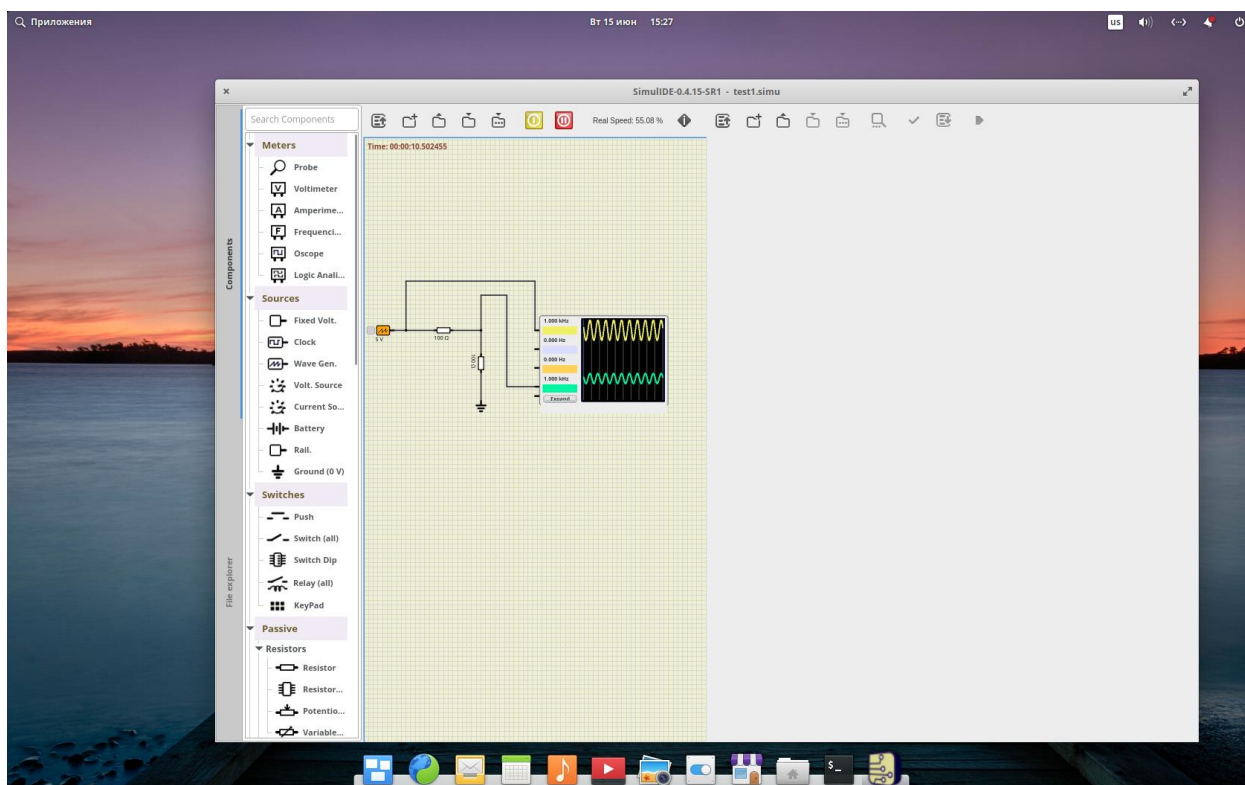 Приложения
Вт 15 июн 15:27
us
SimulIDE-0.4.15-SR1 - test1.simu
Search Components
Real Speed: 55.08 %
Components
File explorer
Meters
Probe
Voltimeter
Amperime...
Frequenci...
Oscope
Logic Anali...
Sources
Fixed Volt.
Clock
Wave Gen.
Volt. Source
Current So...
Battery
Rail.
Ground (0 V)
Switches
Push
Switch (all)
Switch Dip
Relay (all)
KeyPad
Passive
Resistors
Resistor
Resistor...
Potentio...
Variable...
Time: 00:00:10.502455
5 V
100 Ω
100 Ω
1.000 kHz
0.000 Hz
0.000 Hz
1.000 kHz
Expand
$_